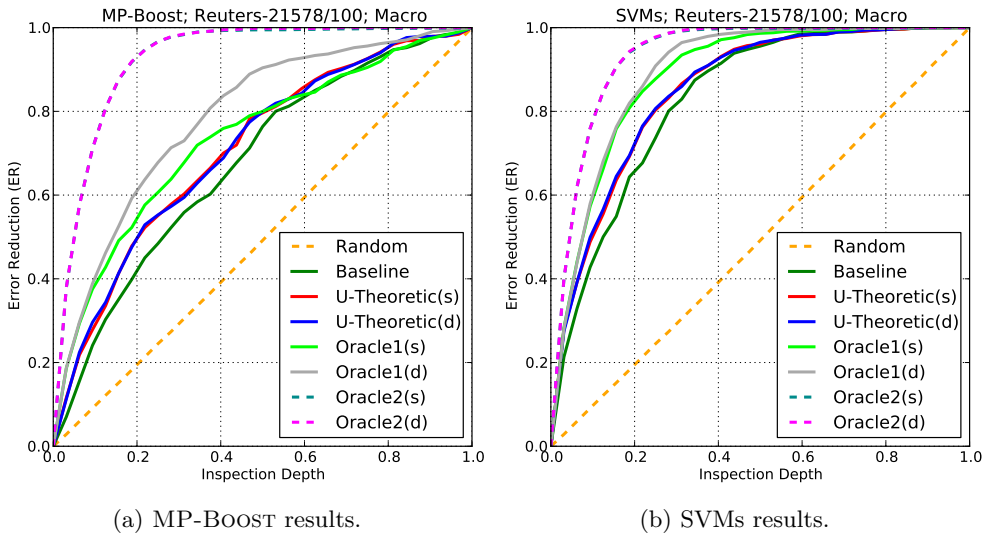 MP-Boost; Reuters-21578/100; Macro
1.0
0.8
0.6
0.4
0.2
0.0
Error Reduction (ER)
0.0 0.2 0.4 0.6 0.8 1.0
Inspection Depth
Random
Baseline
U-Theoretic(s)
U-Theoretic(d)
Oracle1(s)
Oracle1(d)
Oracle2(s)
Oracle2(d)
(a) MP-BOOST results.
SVMs; Reuters-21578/100; Macro
1.0
0.8
0.6
0.4
0.2
0.0
Error Reduction (ER)
0.0 0.2 0.4 0.6 0.8 1.0
Inspection Depth
Random
Baseline
U-Theoretic(s)
U-Theoretic(d)
Oracle1(s)
Oracle1(d)
Oracle2(s)
Oracle2(d)
(b) SVMs results.